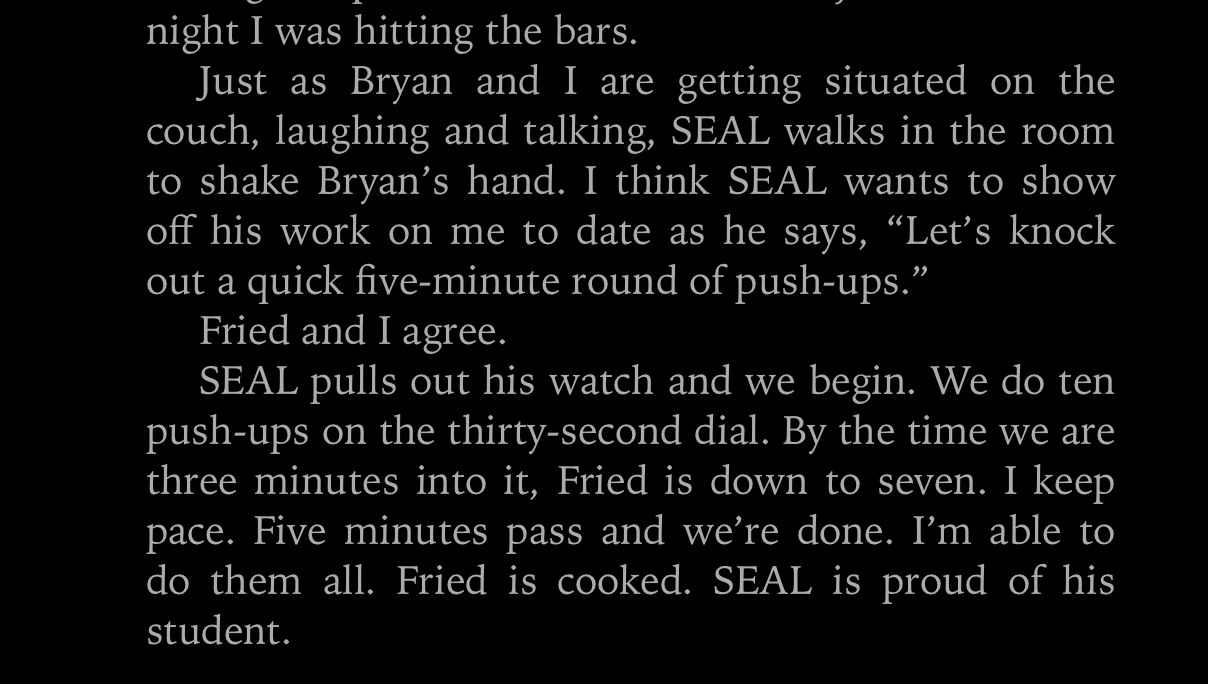 night I was hitting the bars.
Just as Bryan and I are getting situated on the
couch, laughing and talking, SEAL walks in the room
to shake Bryan’s hand. I think SEAL wants to show
off his work on me to date as he says, “Let’s knock
out a quick five-minute round of push-ups.”
Fried and I agree.
SEAL pulls out his watch and we begin. We do ten
push-ups on the thirty-second dial. By the time we are
three minutes into it, Fried is down to seven. I keep
pace. Five minutes pass and we’re done. I’m able to
do them all. Fried is cooked. SEAL is proud of his
student.